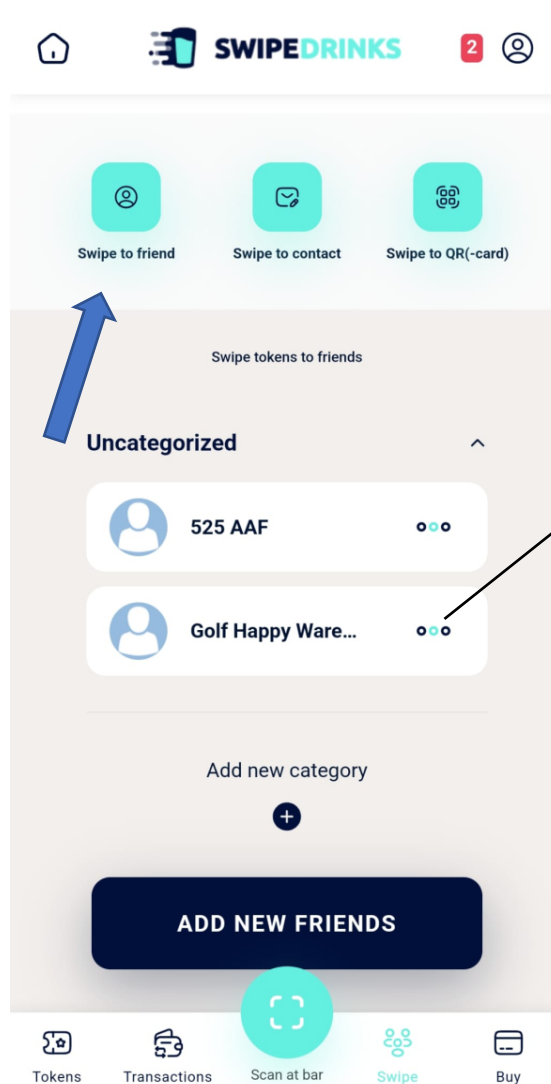 SWIPEDRINKS
2
Swipe to friend
Swipe to contact
Swipe to QR(-card)
Swipe tokens to friends
Uncategorized
525 AAF
Golf Happy Ware...
Add new category
ADD NEW FRIENDS
Tokens
Transactions
Scan at bar
Swipe
Buy